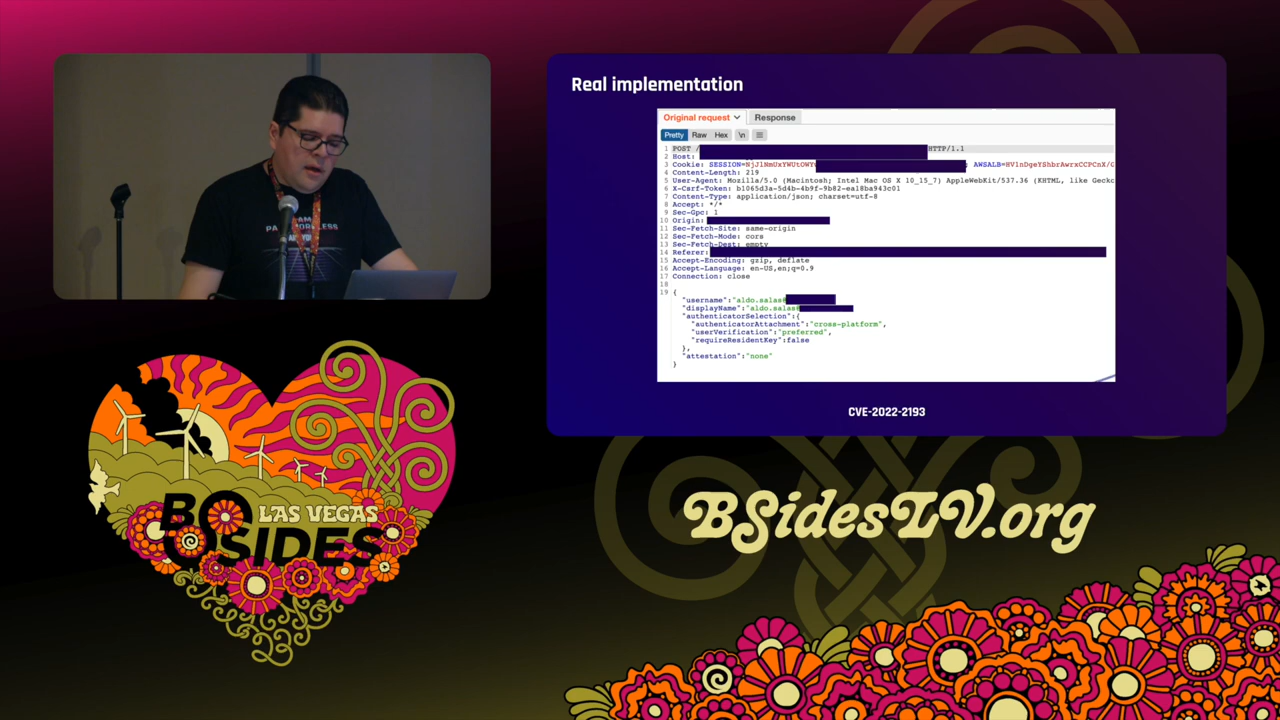 Real implementation
Original request
Response
Pretty Raw Hex \n
1 POST / HTTP/1.1
2 Host:
3 Cookie: SESSION= ; AWSALB=
4 Content-Length: 219
5 User-Agent: Mozilla/5.0 (Macintosh; Intel Mac OS X 10_15_7) AppleWebKit/537.36 (KHTML, like Gecko
6 X-Csrf-Token: b1065d3a-5d4b-4b9f-9b82-ea18ba943c01
7 Content-Type: application/json; charset=utf-8
8 Accept: */*
9 Sec-Gpc: 1
10 Origin:
11 Sec-Fetch-Site: same-origin
12 Sec-Fetch-Mode: cors
13 Sec-Fetch-Dest: empty
14 Referer:
15 Accept-Encoding: gzip, deflate
16 Accept-Language: en-US,en;q=0.9
17 Connection: close
18
19 {
"username":"aldo.salas@
"displayName":"aldo.salas@
"authenticatorSelection":{
"authenticatorAttachment":"cross-platform",
"userVerification":"preferred",
"requireResidentKey":false
},
"attestation":"none"
}
CVE-2022-2193
LAS VEGAS
BSIDES
BSidesLV.org